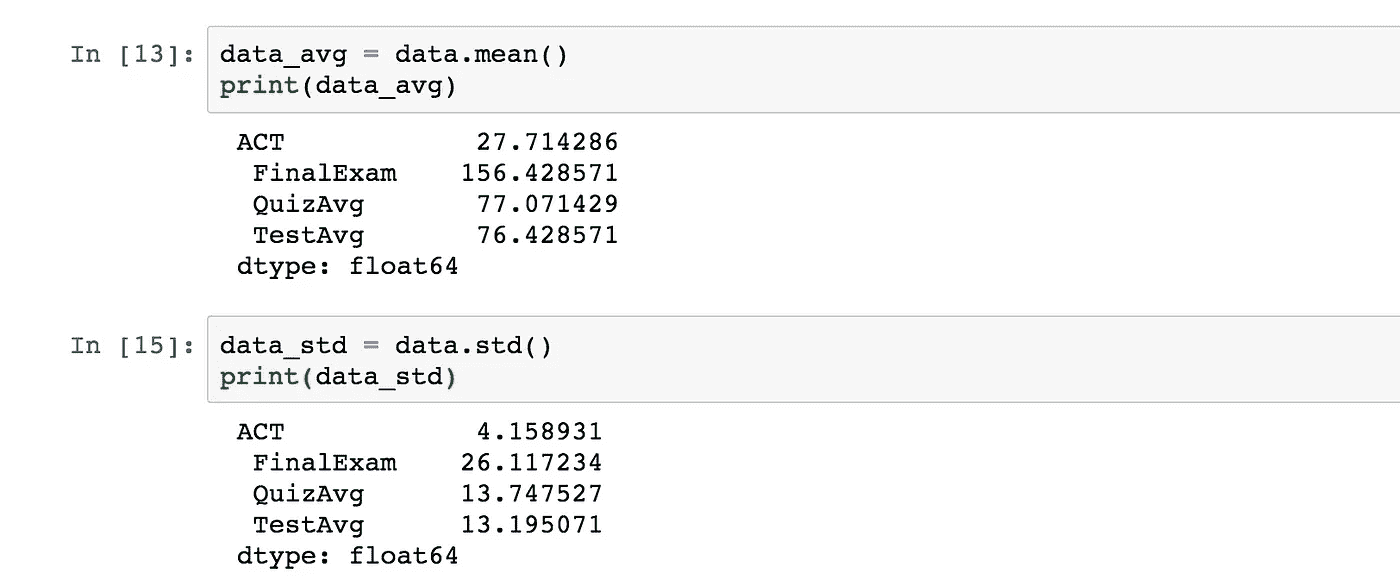 In [13]: data_avg = data.mean()
print(data_avg)
ACT            27.714286
 FinalExam    156.428571
 QuizAvg       77.071429
 TestAvg       76.428571
dtype: float64
In [15]: data_std = data.std()
print(data_std)
ACT            4.158931
 FinalExam    26.117234
 QuizAvg      13.747527
 TestAvg      13.195071
dtype: float64